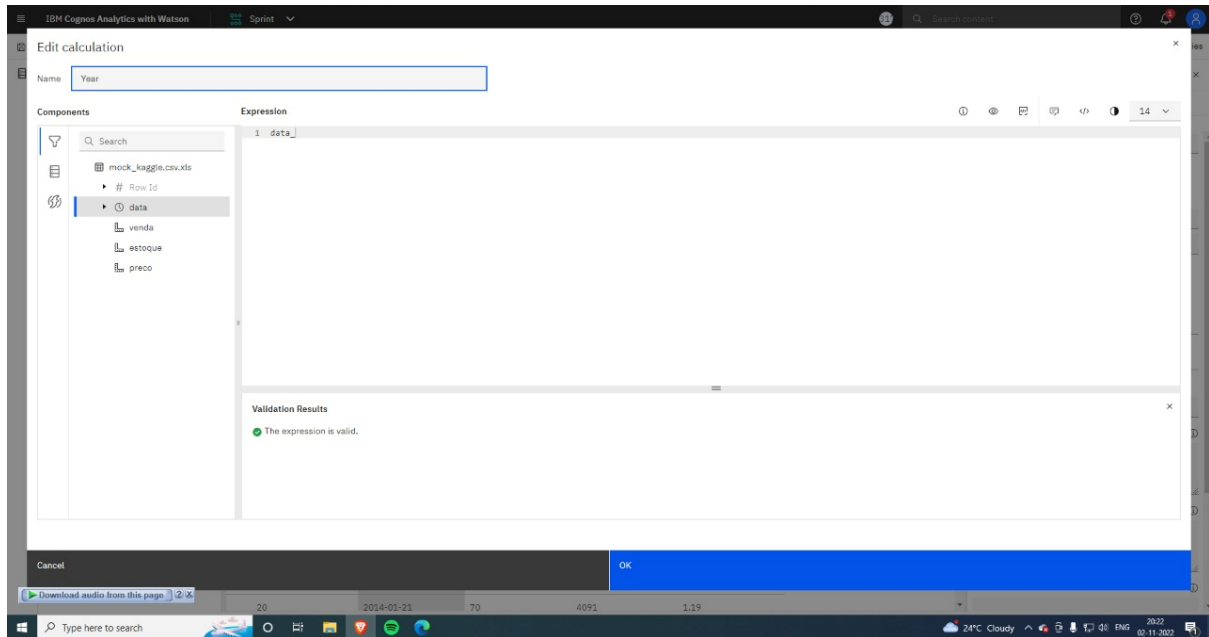 IBM Cognos Analytics with Watson
Sprint
Search content
Edit calculation
Name
Year
Components
Expression
14
Search
1 data_
mock_kaggle.csv.xls
# Row Id
data
venda
estoque
preco
Validation Results
The expression is valid.
Cancel
OK
Download audio from this page
20 2014-01-21 70 4091 1.19
Type here to search
24°C Cloudy
ENG
20:22
02-11-2022